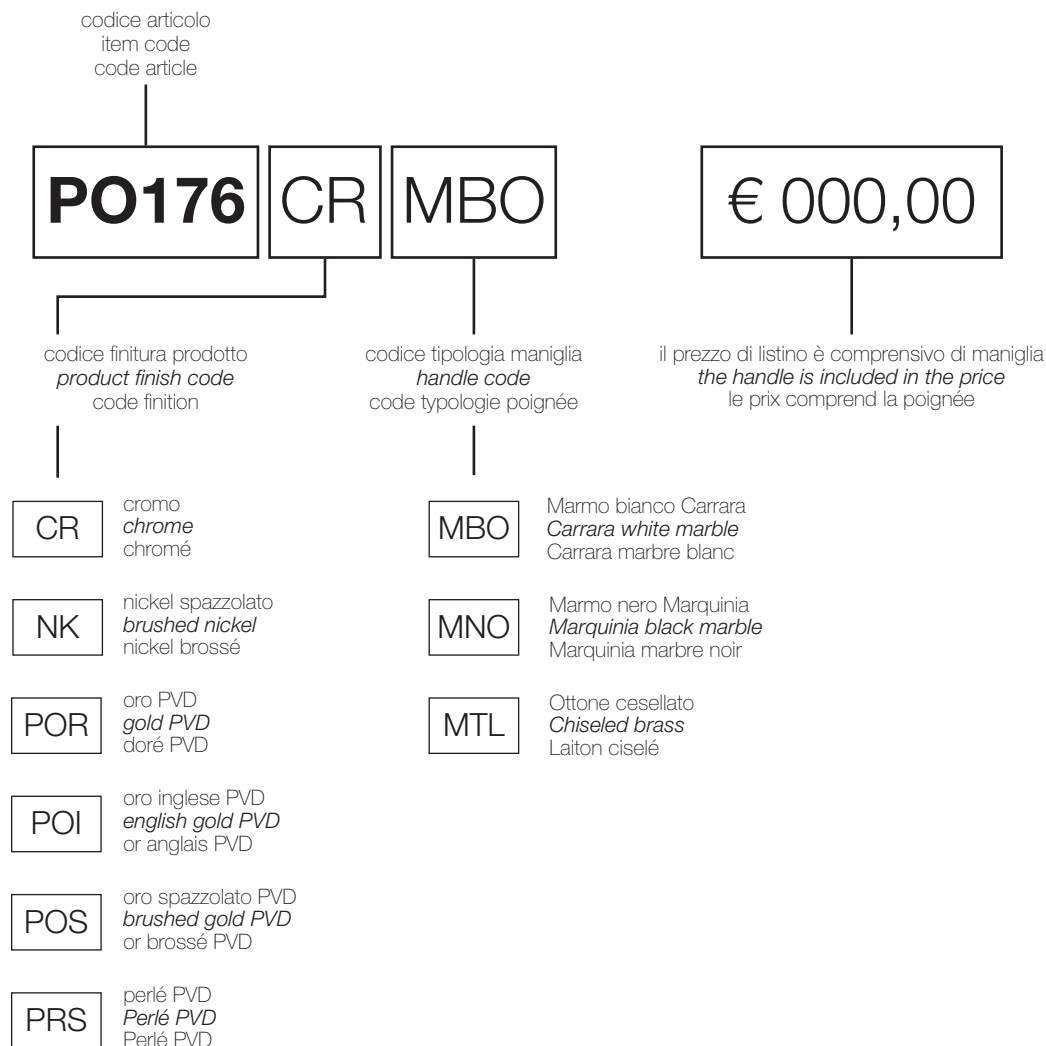 codice articolo
item code
code article
PO176 CR MBO € 000,00
codice finitura prodotto
product finish code
code finition
codice tipologia maniglia
handle code
code typologie poignée
il prezzo di listino è comprensivo di maniglia
the handle is included in the price
le prix comprend la poignée
CR
cromo
chrome
chromé
NK
nickel spazzolato
brushed nickel
nickel brossé
POR
oro PVD
gold PVD
doré PVD
POI
oro inglese PVD
english gold PVD
or anglais PVD
POS
oro spazzolato PVD
brushed gold PVD
or brossé PVD
PRS
perlé PVD
Perlé PVD
Perlé PVD
MBO
Marmo bianco Carrara
Carrara white marble
Carrara marbre blanc
MNO
Marmo nero Marquinia
Marquinia black marble
Marquinia marbre noir
MTL
Ottone cesellato
Chiseled brass
Laiton ciselé